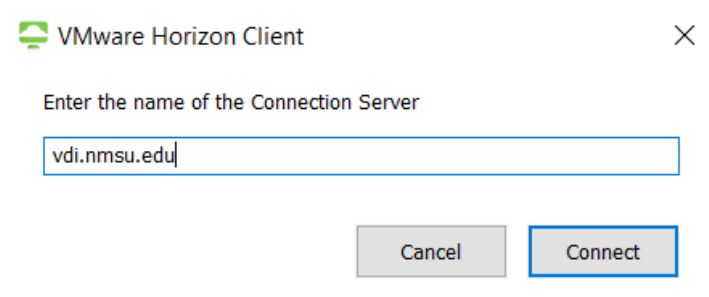 VMware Horizon Client
Enter the name of the Connection Server
vdi.nmsu.edu
Cancel Connect